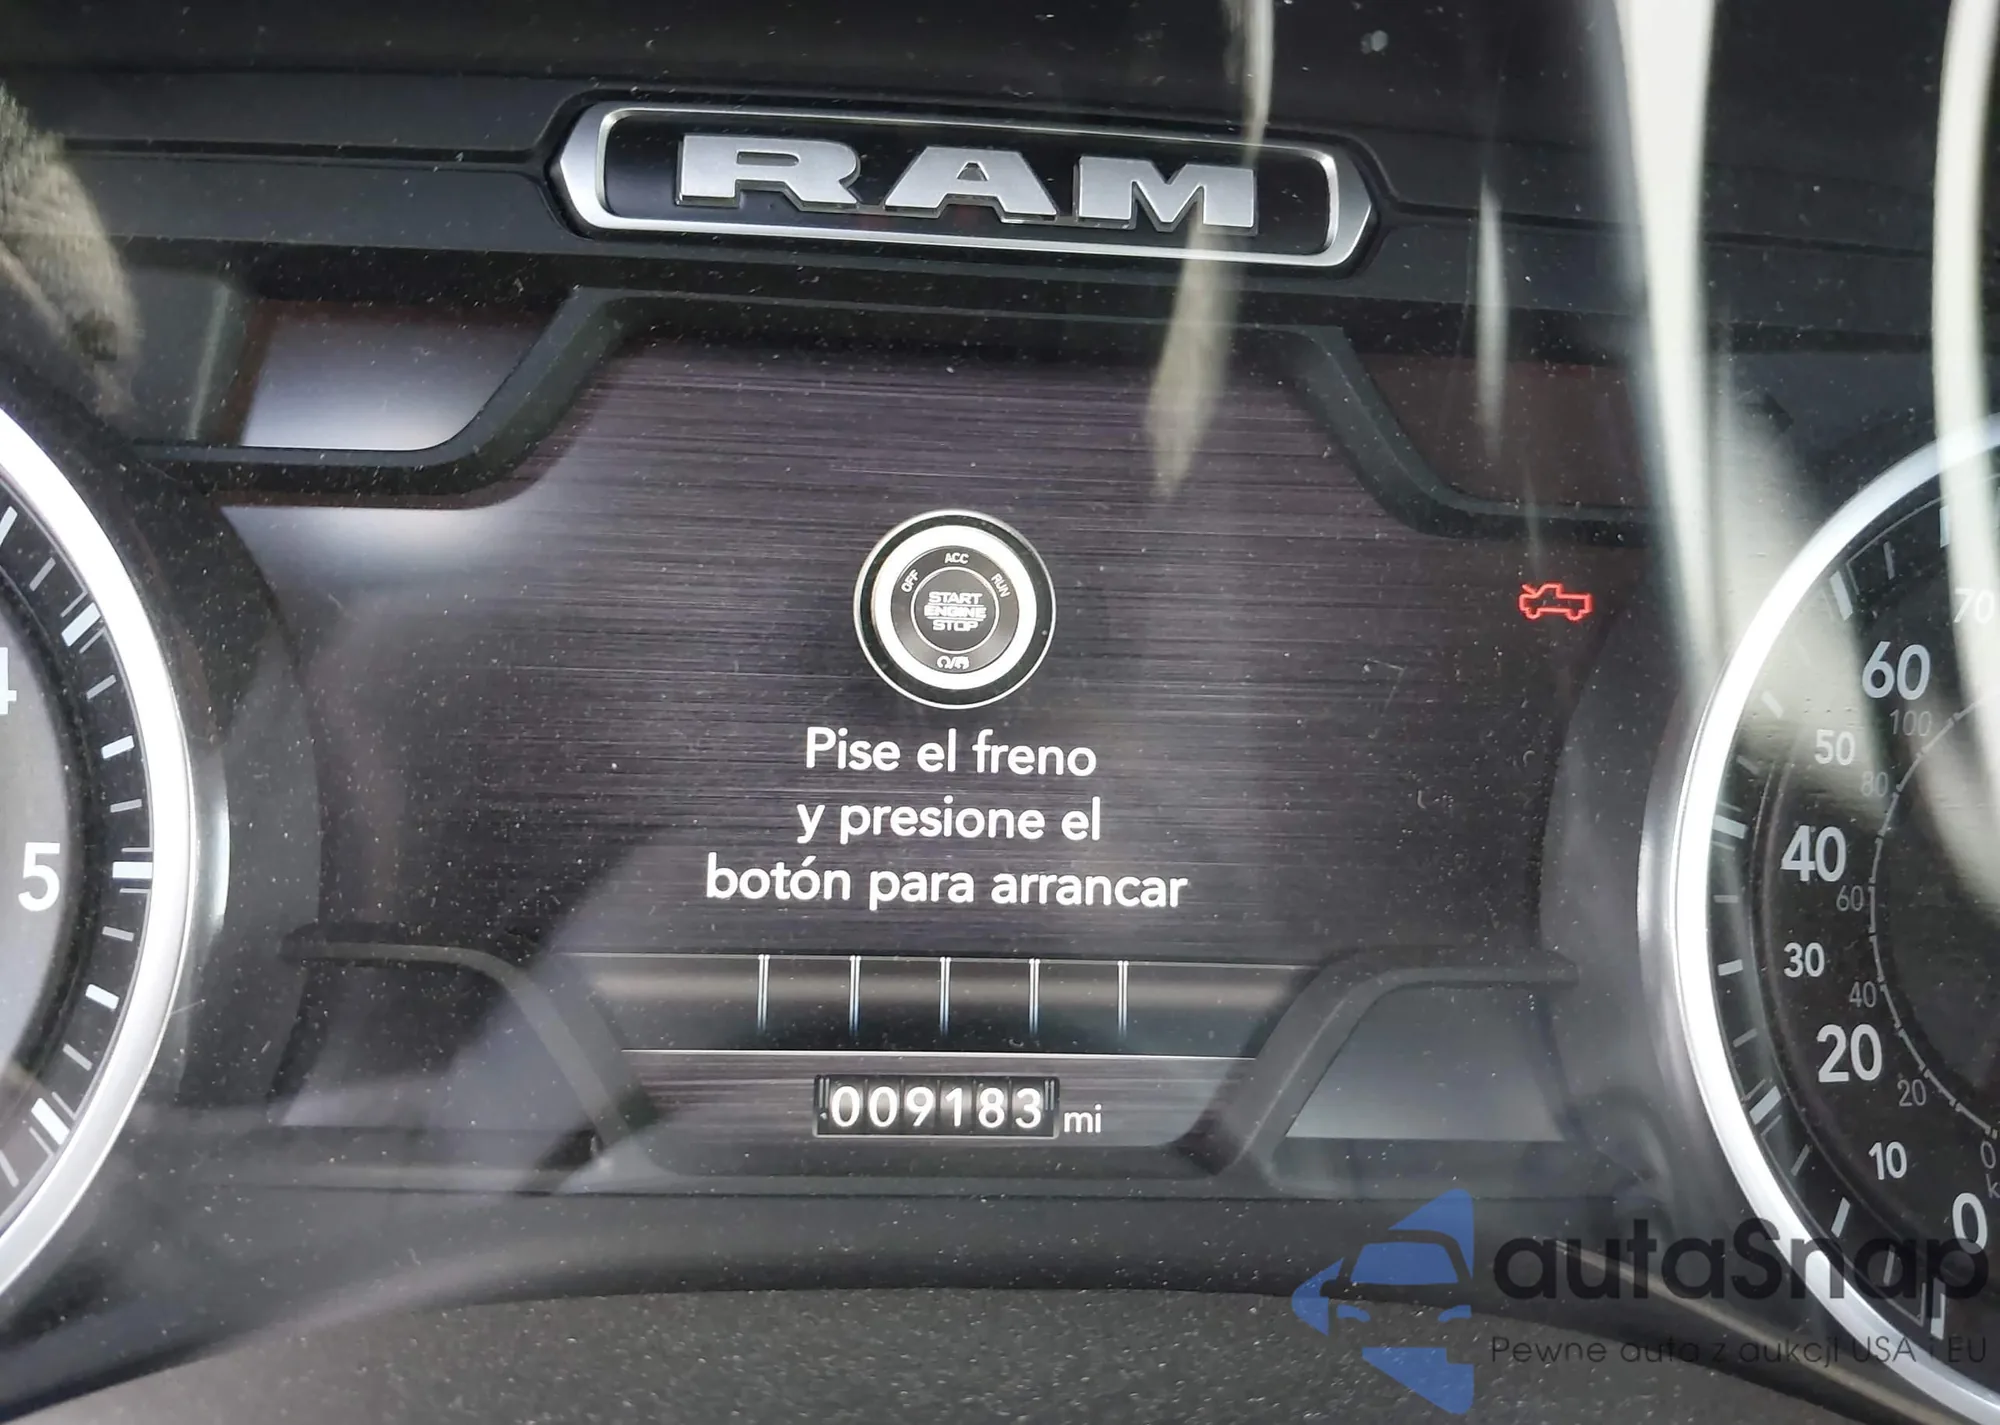 RAM
ACC
OFF
RUN
START
ENGINE
STOP
Pise el freno
y presione el
botón para arrancar
009183 mi
4
5
70
60
100
50
80
40
60
30
40
20
20
10
0
0
autaSnap
Pewne auta z aukcji USA i EU